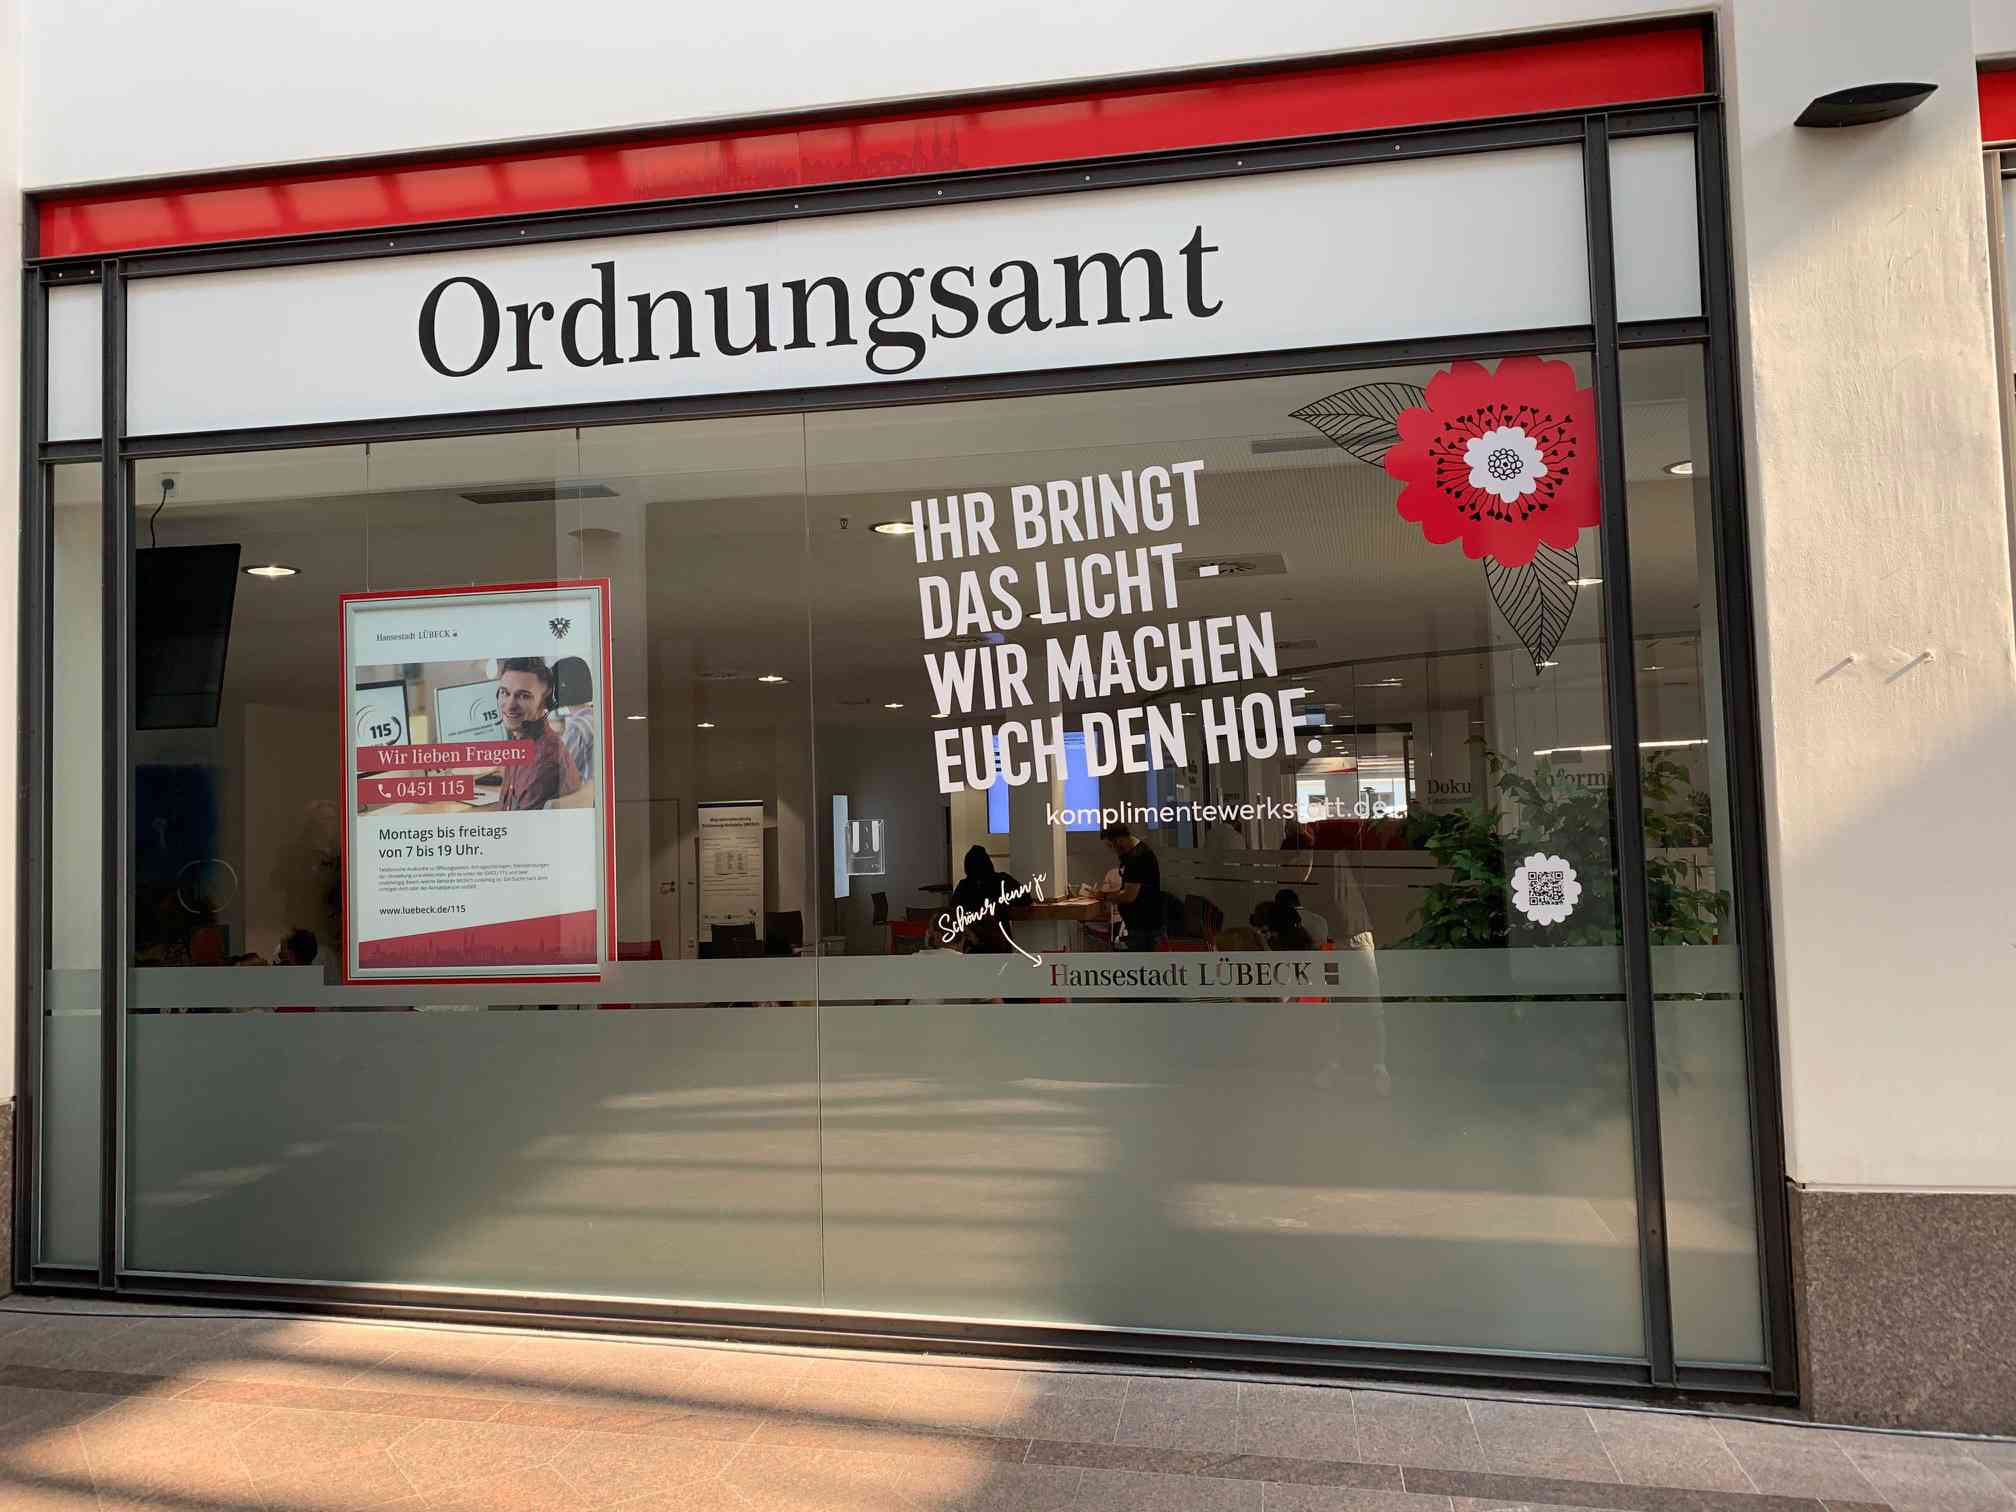 Ordnungsamt
IHR BRINGT
DAS LICHT -
WIR MACHEN
EUCH DEN HOF.
komplimentewerkstatt.de
Schöner denn je
Hansestadt LÜBECK
Hansestadt LÜBECK
115
115
Wir lieben Fragen:
0451 115
Montags bis freitags
von 7 bis 19 Uhr.
www.luebeck.de/115
Doku